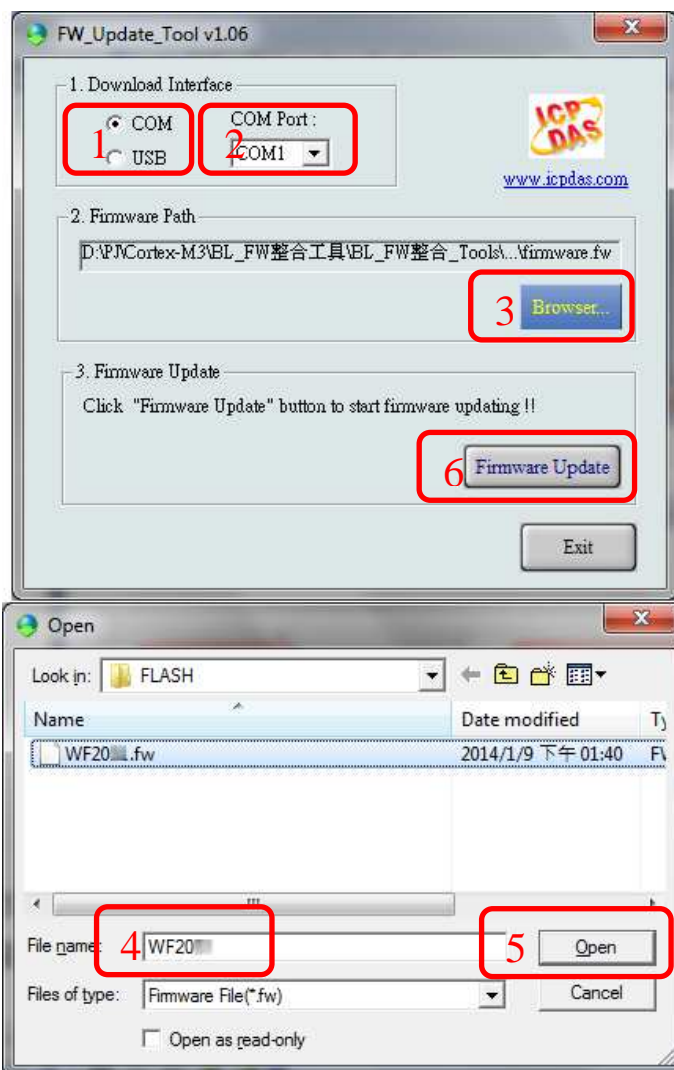 FW_Update_Tool v1.06
1. Download Interface
1
COM
USB
2
COM Port :
COM1
ICP
DAS
www.icpdas.com
2. Firmware Path
D:\PJ\Cortex-M3\BL_FW整合工具\BL_FW整合_Tools\...\firmware.fw
3
Browser...
3. Firmware Update
Click "Firmware Update" button to start firmware updating !!
6
Firmware Update
Exit
Open
Look in: FLASH
Name Date modified Ty
.fw 2014/1/9 下午 01:40
File name: 4
5
Open
Files of type: Firmware File(*.fw)
Cancel
Open as read-only